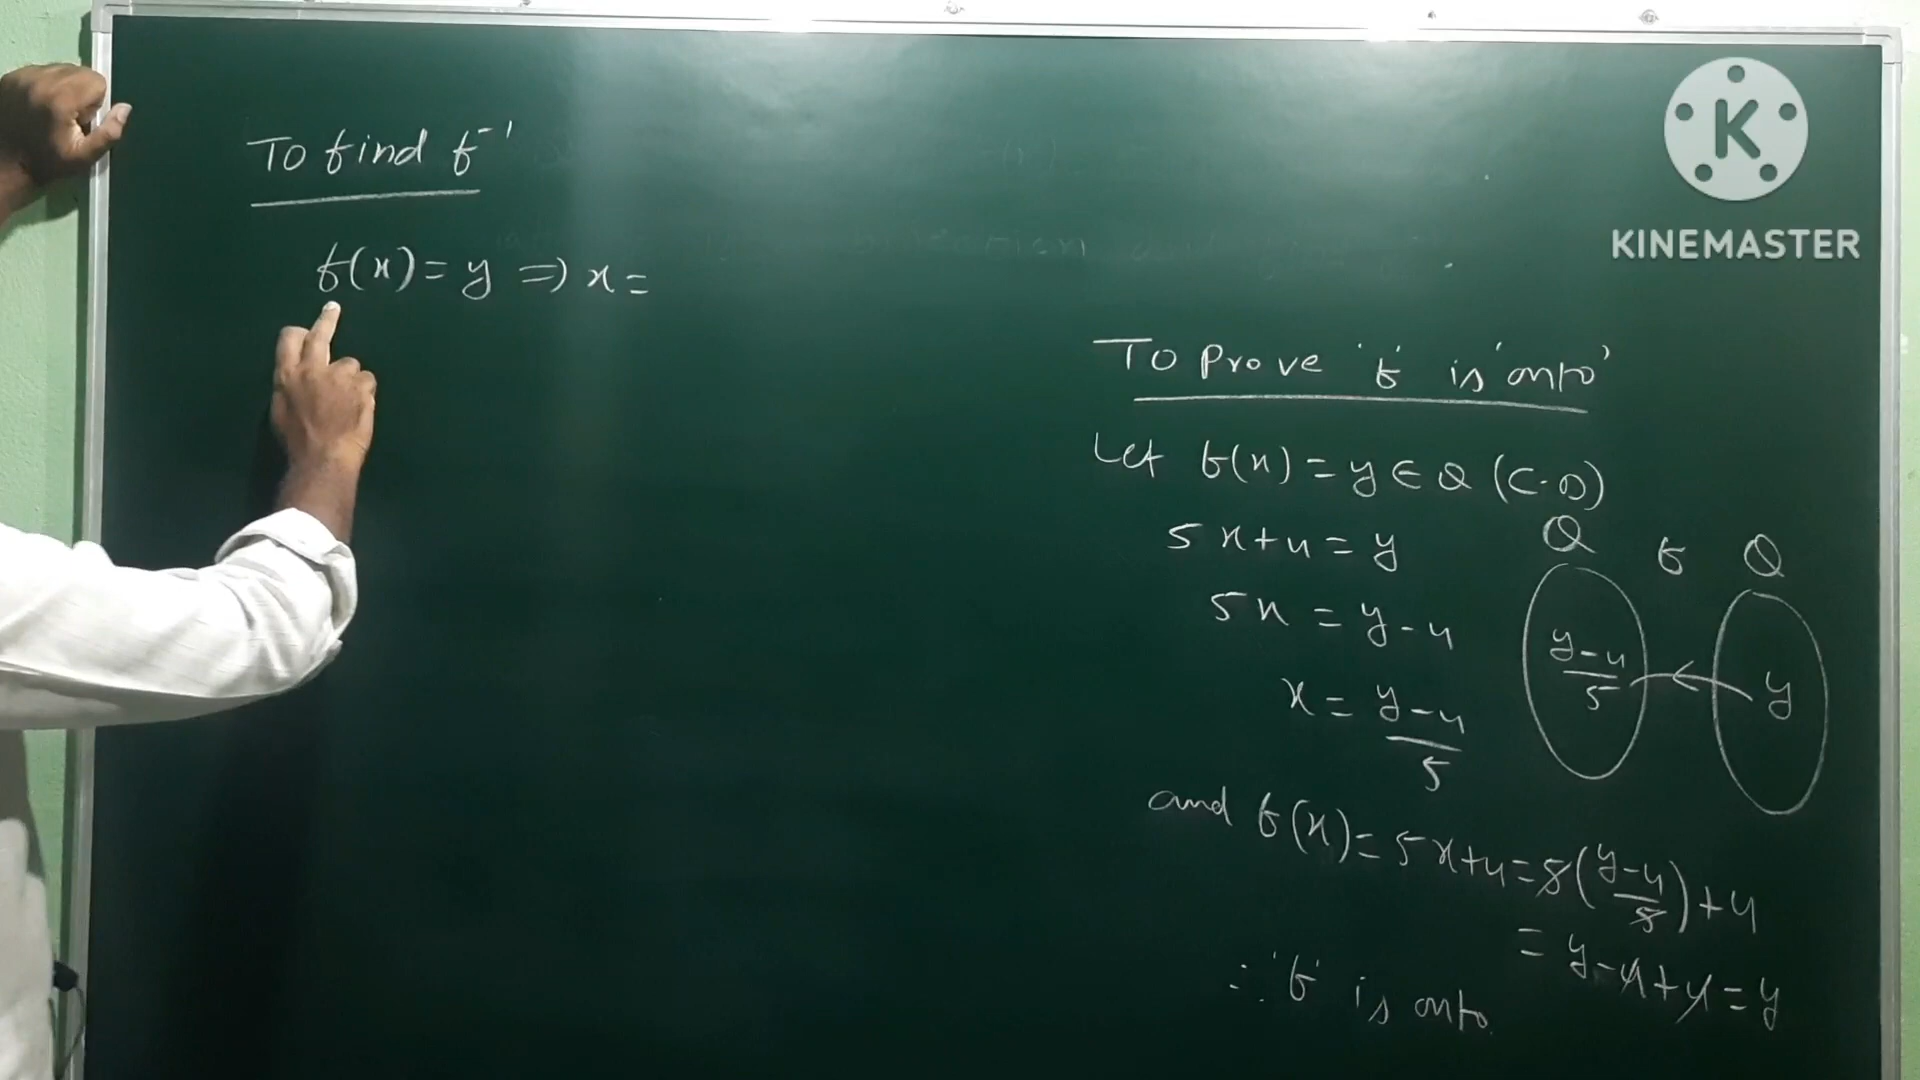 To find f⁻¹
f(x) = y ⇒ x =
K
KINEMASTER
To Prove 'f' is 'onto'
Let f(x) = y ∈ Q (C.D)
5x+4 = y
5x = y-4
x = y-4/5
Q f Q
y-4/5 y
and f(x) = 5x+4 = 5(y-4/5)+4
= y-4+4 = y
∴ 'f' is onto.